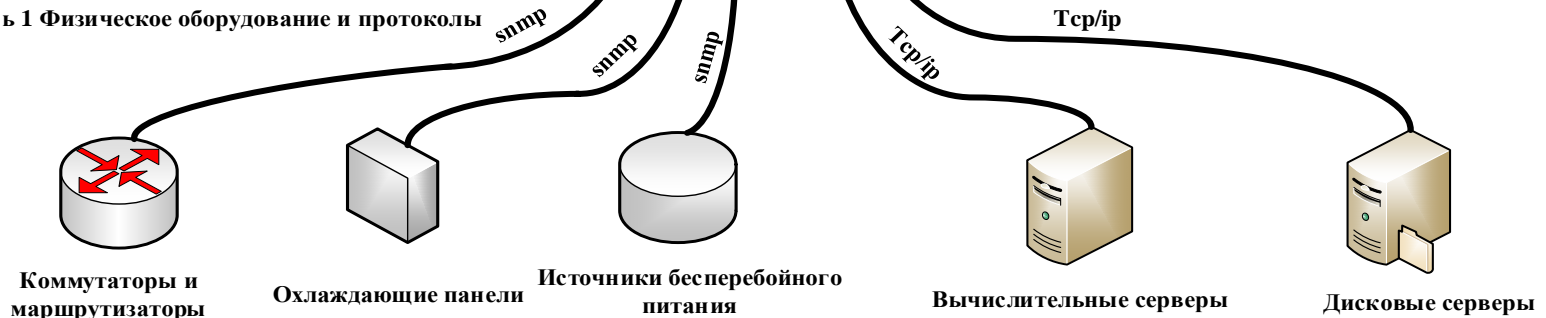 ь 1 Физическое оборудование и протоколы
snmp
snmp
snmp
Tcp/ip
Tcp/ip
Коммутаторы и
маршрутизаторы
Охлаждающие панели
Источники бесперебойного
питания
Вычислительные серверы
Дисковые серверы